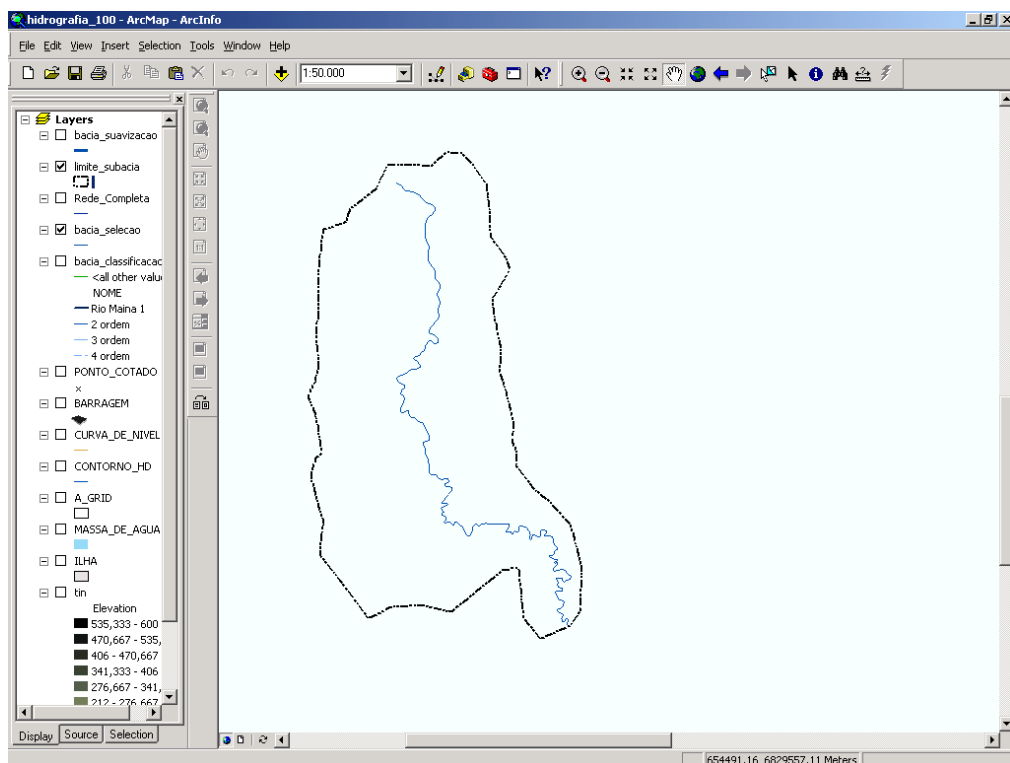 hidrografia_100 - ArcMap - ArcInfo
File Edit View Insert Selection Tools Window Help
1:50.000
Layers
bacia_suavizacao
limite_subacia
Rede_Completa
bacia_selecao
bacia_classificacac
<all other valu
NOME
Rio Maina 1
2 ordem
3 ordem
4 ordem
PONTO_COTADO
BARRAGEM
CURVA_DE_NIVEL
CONTORNO_HD
A_GRID
MASSA_DE_AGUA
ILHA
tin
Elevation
535,333 - 600
470,667 - 535,
406 - 470,667
341,333 - 406
276,667 - 341,
212 - 276,667
Display Source Selection
654491,16 6829557,11 Meters